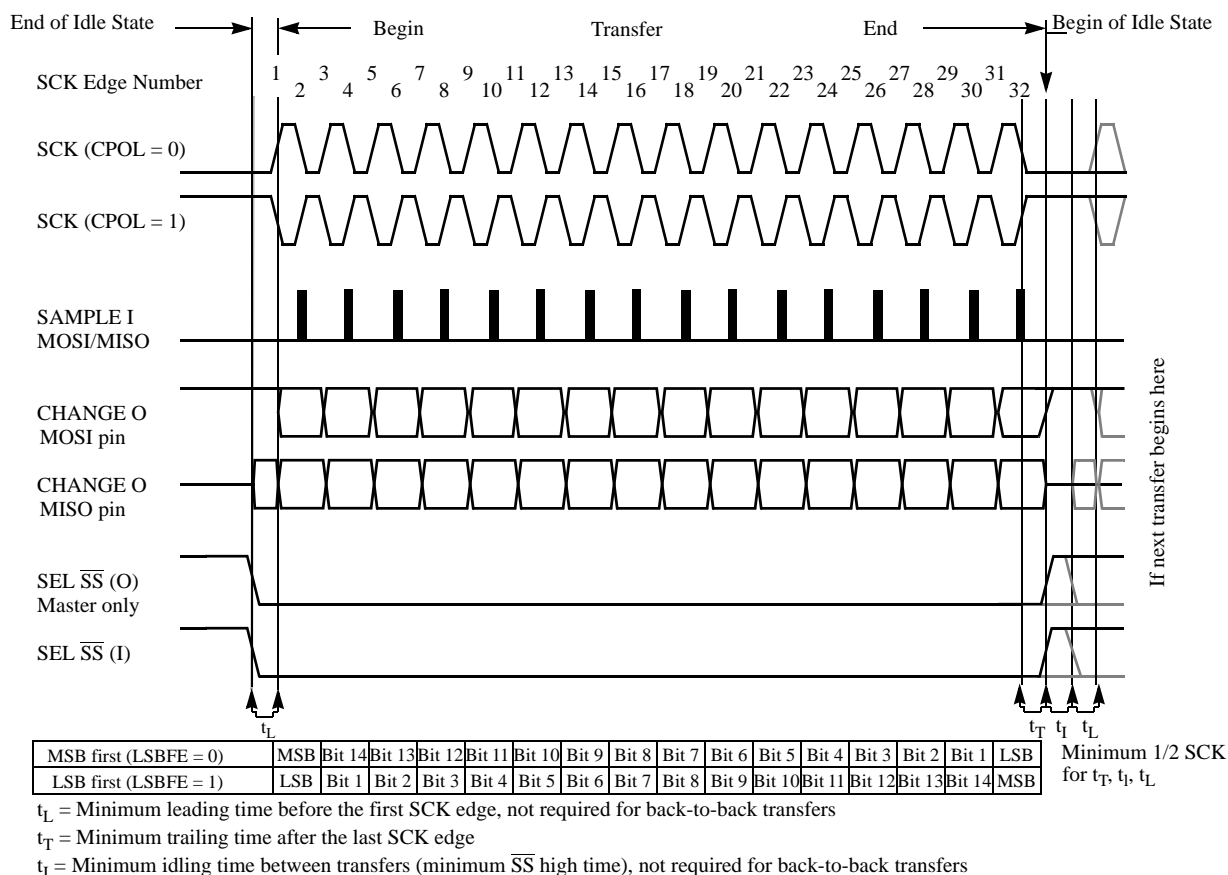 End of Idle State
Begin
Transfer
End
Begin of Idle State
SCK Edge Number
1 3 5 7 9 11 13 15 17 19 21 23 25 27 29 31
2 4 6 8 10 12 14 16 18 20 22 24 26 28 30 32
SCK (CPOL = 0)
SCK (CPOL = 1)
SAMPLE I
MOSI/MISO
CHANGE O
MOSI pin
CHANGE O
MISO pin
SEL SS (O)
Master only
SEL SS (I)
If next transfer begins here
tL
tT tI tL
MSB first (LSBFE = 0) MSB Bit 14 Bit 13 Bit 12 Bit 11 Bit 10 Bit 9 Bit 8 Bit 7 Bit 6 Bit 5 Bit 4 Bit 3 Bit 2 Bit 1 LSB
LSB first (LSBFE = 1) LSB Bit 1 Bit 2 Bit 3 Bit 4 Bit 5 Bit 6 Bit 7 Bit 8 Bit 9 Bit 10 Bit 11 Bit 12 Bit 13 Bit 14 MSB
Minimum 1/2 SCK
for tT, tl, tL
tL = Minimum leading time before the first SCK edge, not required for back-to-back transfers
tT = Minimum trailing time after the last SCK edge
tI = Minimum idling time between transfers (minimum SS high time), not required for back-to-back transfers